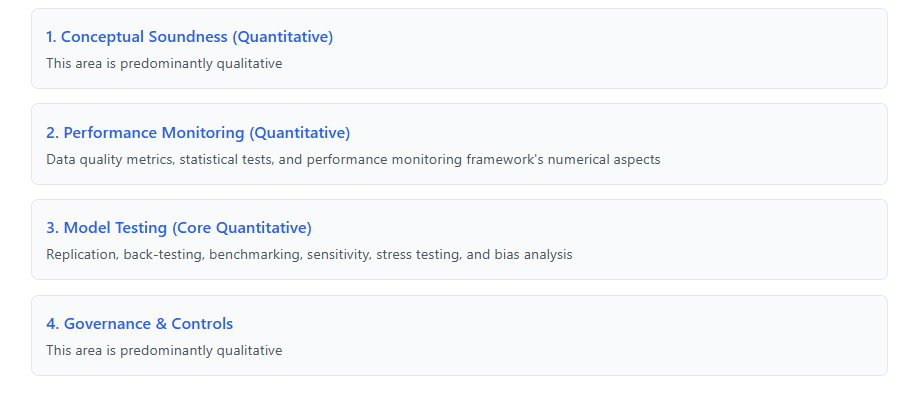 1. Conceptual Soundness (Quantitative)
This area is predominantly qualitative
2. Performance Monitoring (Quantitative)
Data quality metrics, statistical tests, and performance monitoring framework's numerical aspects
3. Model Testing (Core Quantitative)
Replication, back-testing, benchmarking, sensitivity, stress testing, and bias analysis
4. Governance & Controls
This area is predominantly qualitative